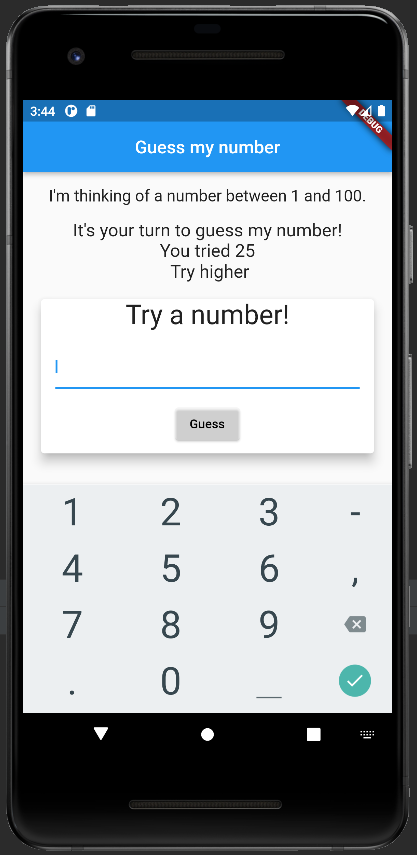 3:44
DEBUG
Guess my number
I'm thinking of a number between 1 and 100.
It's your turn to guess my number!
You tried 25
Try higher
Try a number!
Guess
1 2 3 -
4 5 6 ,
7 8 9
. 0 _